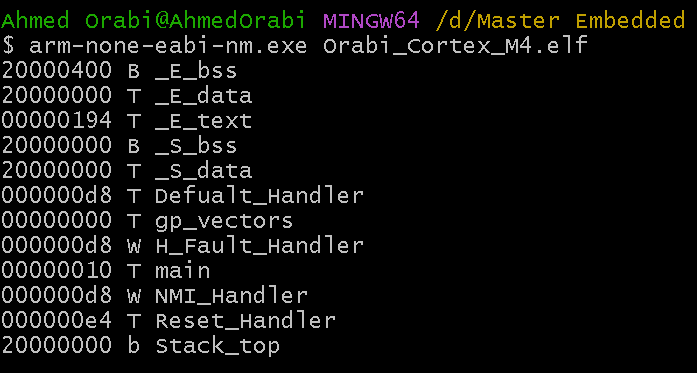 Ahmed Orabi@AhmedOrabi MINGW64 /d/Master Embedded
$ arm-none-eabi-nm.exe Orabi_Cortex_M4.elf
20000400 B _E_bss
20000000 T _E_data
00000194 T _E_text
20000000 B _S_bss
20000000 T _S_data
000000d8 T Defualt_Handler
00000000 T gp_vectors
000000d8 W H_Fault_Handler
00000010 T main
000000d8 W NMI_Handler
000000e4 T Reset_Handler
20000000 b Stack_top